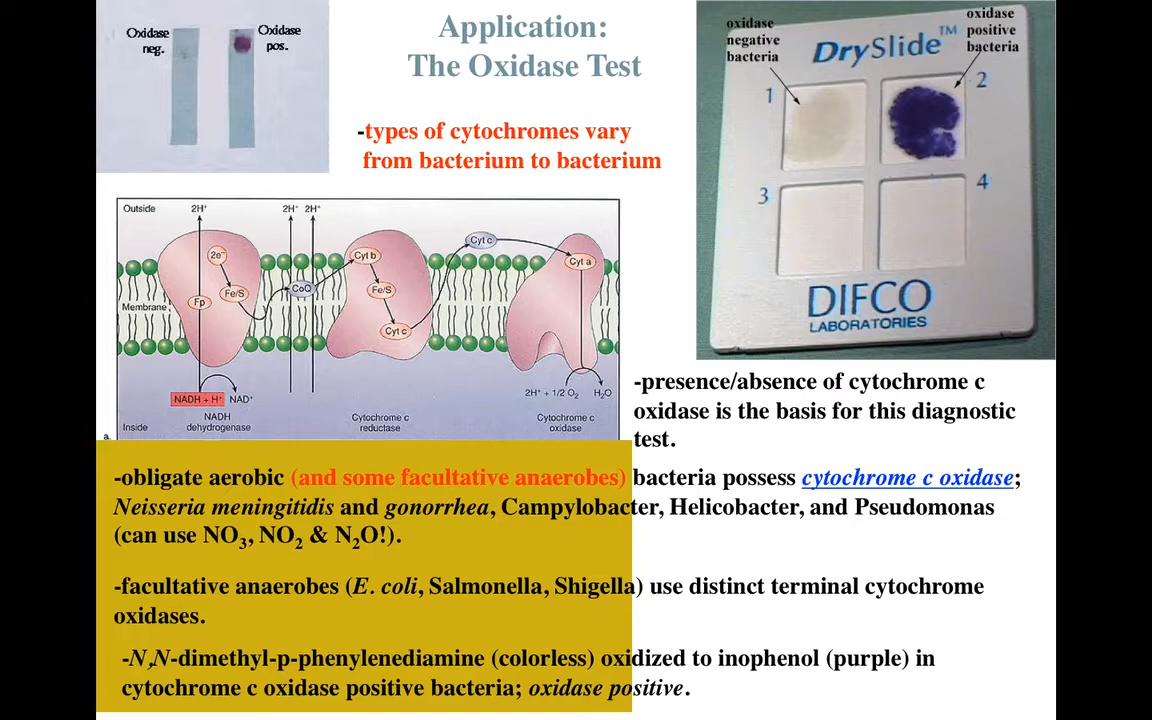 Application:
The Oxidase Test
Oxidase
neg.
Oxidase
pos.
-types of cytochromes vary
from bacterium to bacterium
oxidase
negative
bacteria
oxidase
positive
bacteria
DrySlide™
1
2
3
4
DIFCO
LABORATORIES
Outside
2H⁺
2H⁺ 2H⁺
2e⁻
Fe/S
Fp
CoQ
Cyt b
Fe/S
Cyt c
Cyt c
Cyt a
Membrane
NADH + H⁺ NAD⁺
2H⁺ + 1/2 O₂ H₂O
NADH
dehydrogenase
Cytochrome c
reductase
Cytochrome c
oxidase
Inside
a.
-presence/absence of cytochrome c
oxidase is the basis for this diagnostic
test.
-obligate aerobic (and some facultative anaerobes) bacteria possess cytochrome c oxidase;
Neisseria meningitidis and gonorrhea, Campylobacter, Helicobacter, and Pseudomonas
(can use NO₃, NO₂ & N₂O!).
-facultative anaerobes (E. coli, Salmonella, Shigella) use distinct terminal cytochrome
oxidases.
-N,N-dimethyl-p-phenylenediamine (colorless) oxidized to inophenol (purple) in
cytochrome c oxidase positive bacteria; oxidase positive.